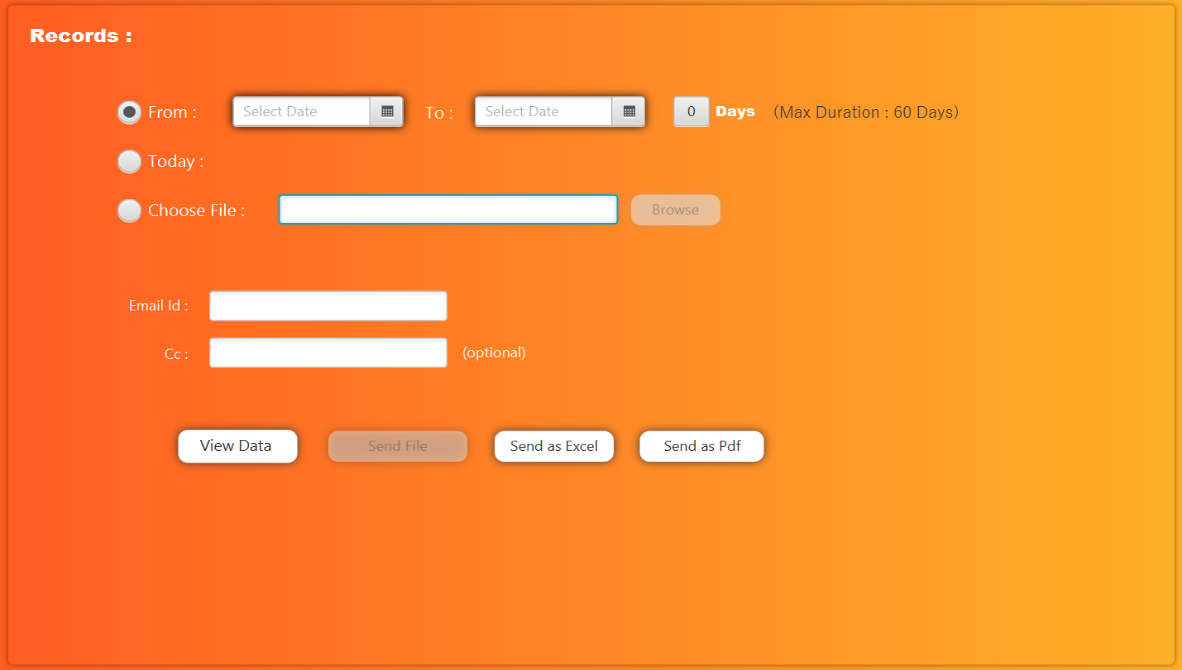 Records :
From : Select Date To : Select Date 0 Days (Max Duration : 60 Days)
Today :
Choose File : Browse
Email Id :
Cc : (optional)
View Data Send File Send as Excel Send as Pdf